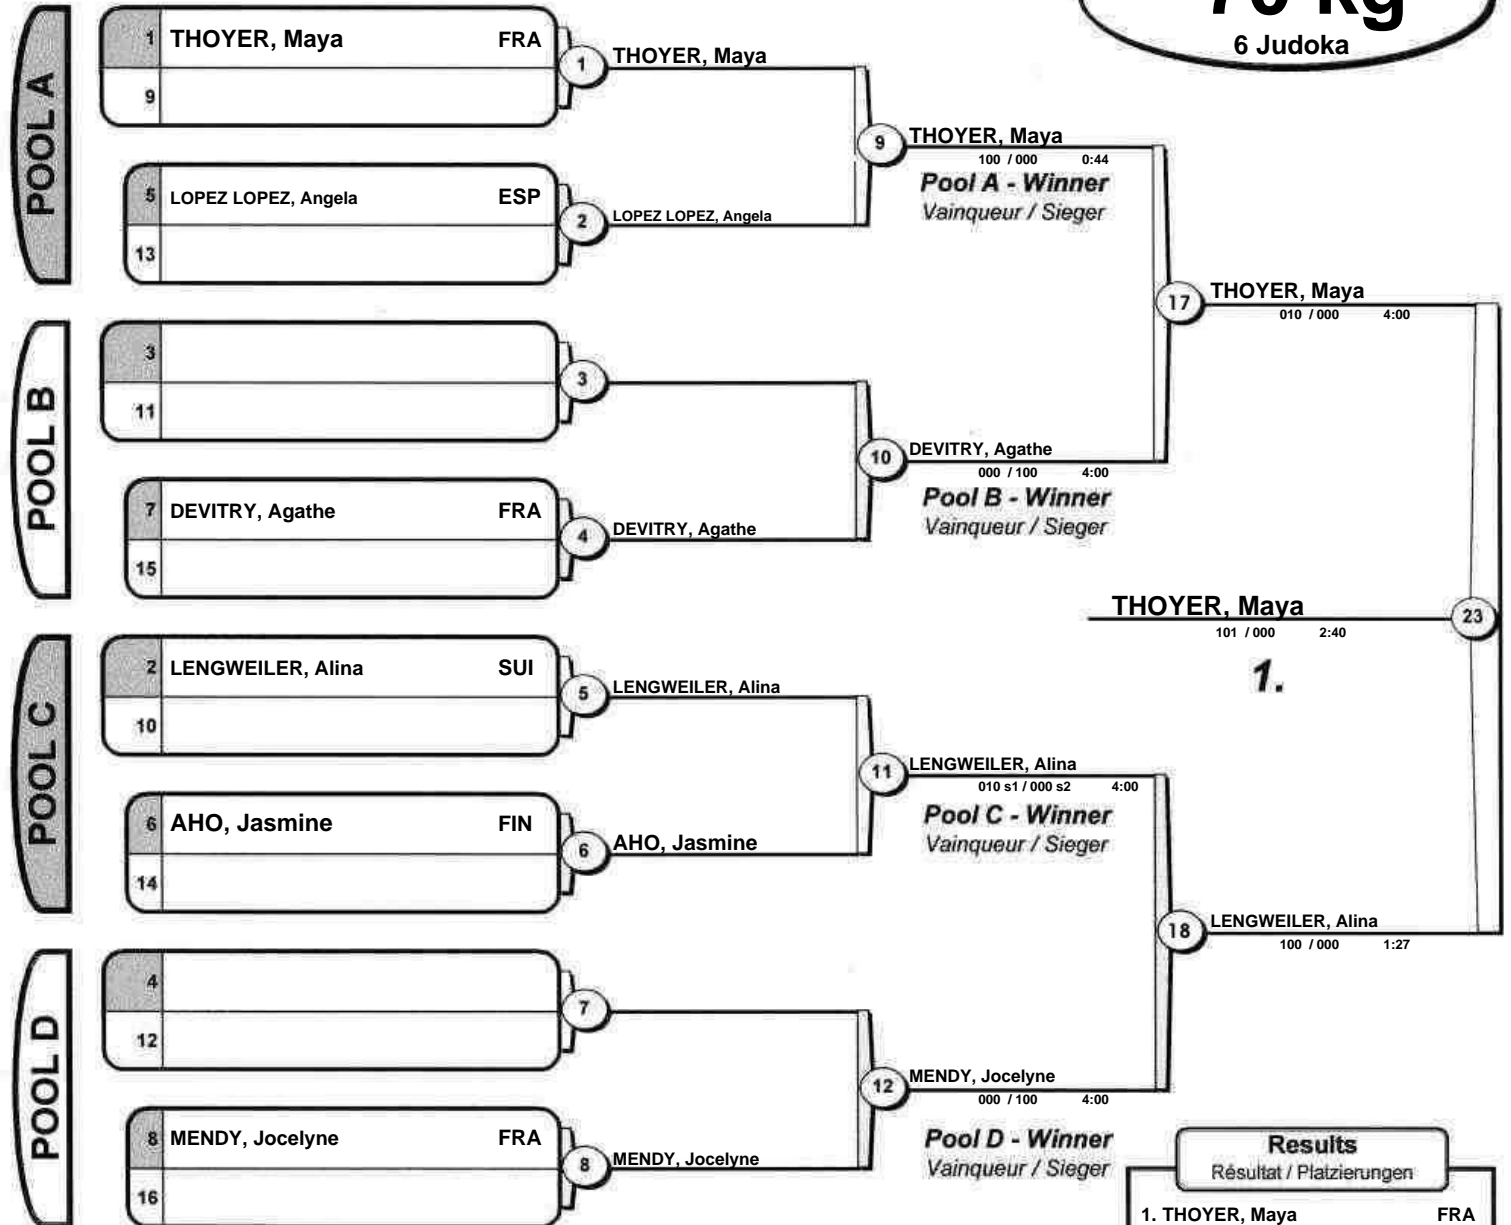 70 kg
6 Judoka
POOL A
1 THOYER, Maya FRA
9
1 THOYER, Maya
5 LOPEZ LOPEZ, Angela ESP
13
2 LOPEZ LOPEZ, Angela
9 THOYER, Maya
100 / 000 0:44
Pool A - Winner
Vainqueur / Sieger
POOL B
3
11
3
7 DEVITRY, Agathe FRA
15
4 DEVITRY, Agathe
10 DEVITRY, Agathe
000 / 100 4:00
Pool B - Winner
Vainqueur / Sieger
17 THOYER, Maya
010 / 000 4:00
THOYER, Maya 23
101 / 000 2:40
1.
POOL C
2 LENGWEILER, Alina SUI
10
5 LENGWEILER, Alina
6 AHO, Jasmine FIN
14
6 AHO, Jasmine
11 LENGWEILER, Alina
010 s1 / 000 s2 4:00
Pool C - Winner
Vainqueur / Sieger
18 LENGWEILER, Alina
100 / 000 1:27
POOL D
4
12
7
8 MENDY, Jocelyne FRA
16
8 MENDY, Jocelyne
12 MENDY, Jocelyne
000 / 100 4:00
Pool D - Winner
Vainqueur / Sieger
Results
Résultat / Platzierungen
1. THOYER, Maya FRA